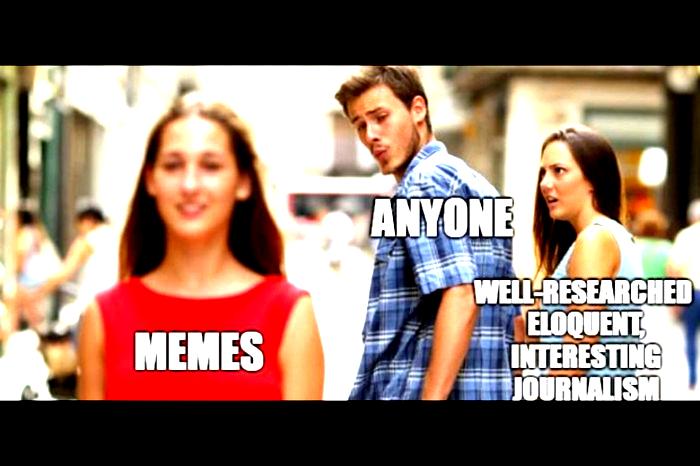 ANYONE
MEMES
WELL-RESEARCHED
ELOQUENT,
INTERESTING
JOURNALISM